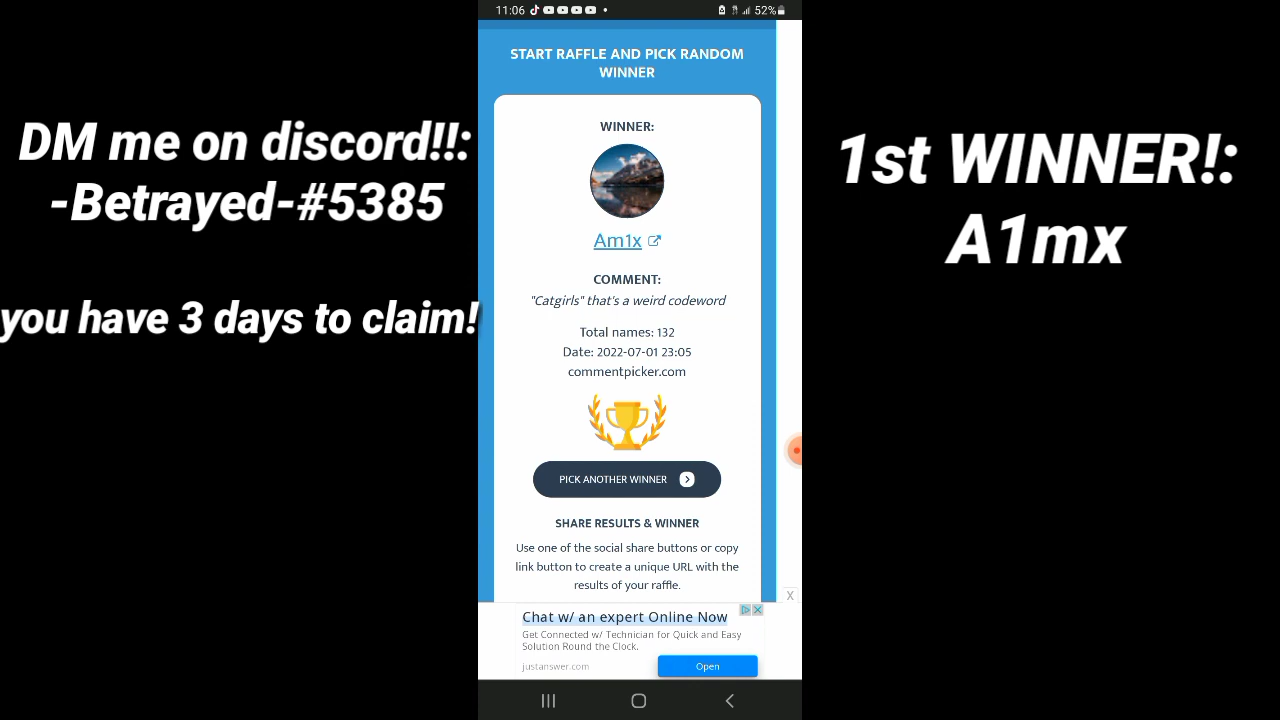 DM me on discord!!:
-Betrayed-#5385
you have 3 days to claim!
11:06
52%
START RAFFLE AND PICK RANDOM
WINNER
WINNER:
Am1x
COMMENT:
"Catgirls" that's a weird codeword
Total names: 132
Date: 2022-07-01 23:05
commentpicker.com
PICK ANOTHER WINNER
SHARE RESULTS & WINNER
Use one of the social share buttons or copy
link button to create a unique URL with the
results of your raffle.
X
Chat w/ an expert Online Now
Get Connected w/ Technician for Quick and Easy
Solution Round the Clock.
justanswer.com
Open
1st WINNER!:
A1mx